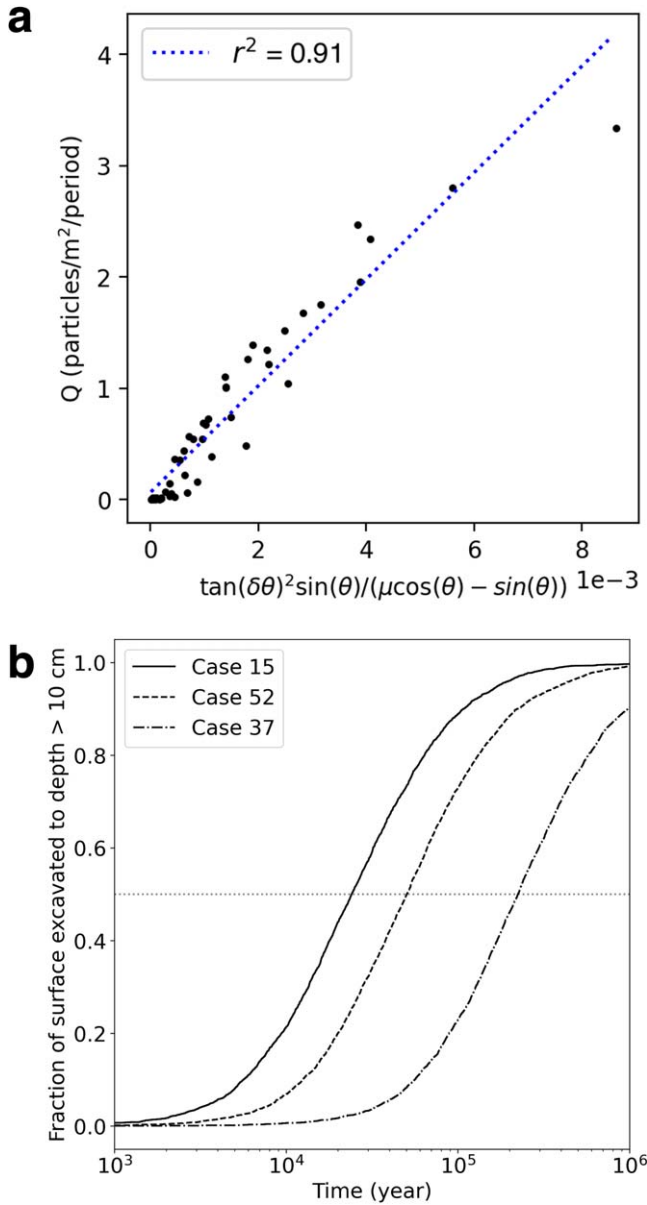 a
r² = 0.91
4
3
2
1
0
Q (particles/m²/period)
0 2 4 6 8
tan(δθ)²sin(θ)/(μcos(θ) − sin(θ)) 1e−3
b
Case 15
Case 52
Case 37
1.0
0.8
0.6
0.4
0.2
0.0
Fraction of surface excavated to depth > 10 cm
10³ 10⁴ 10⁵ 10⁶
Time (year)